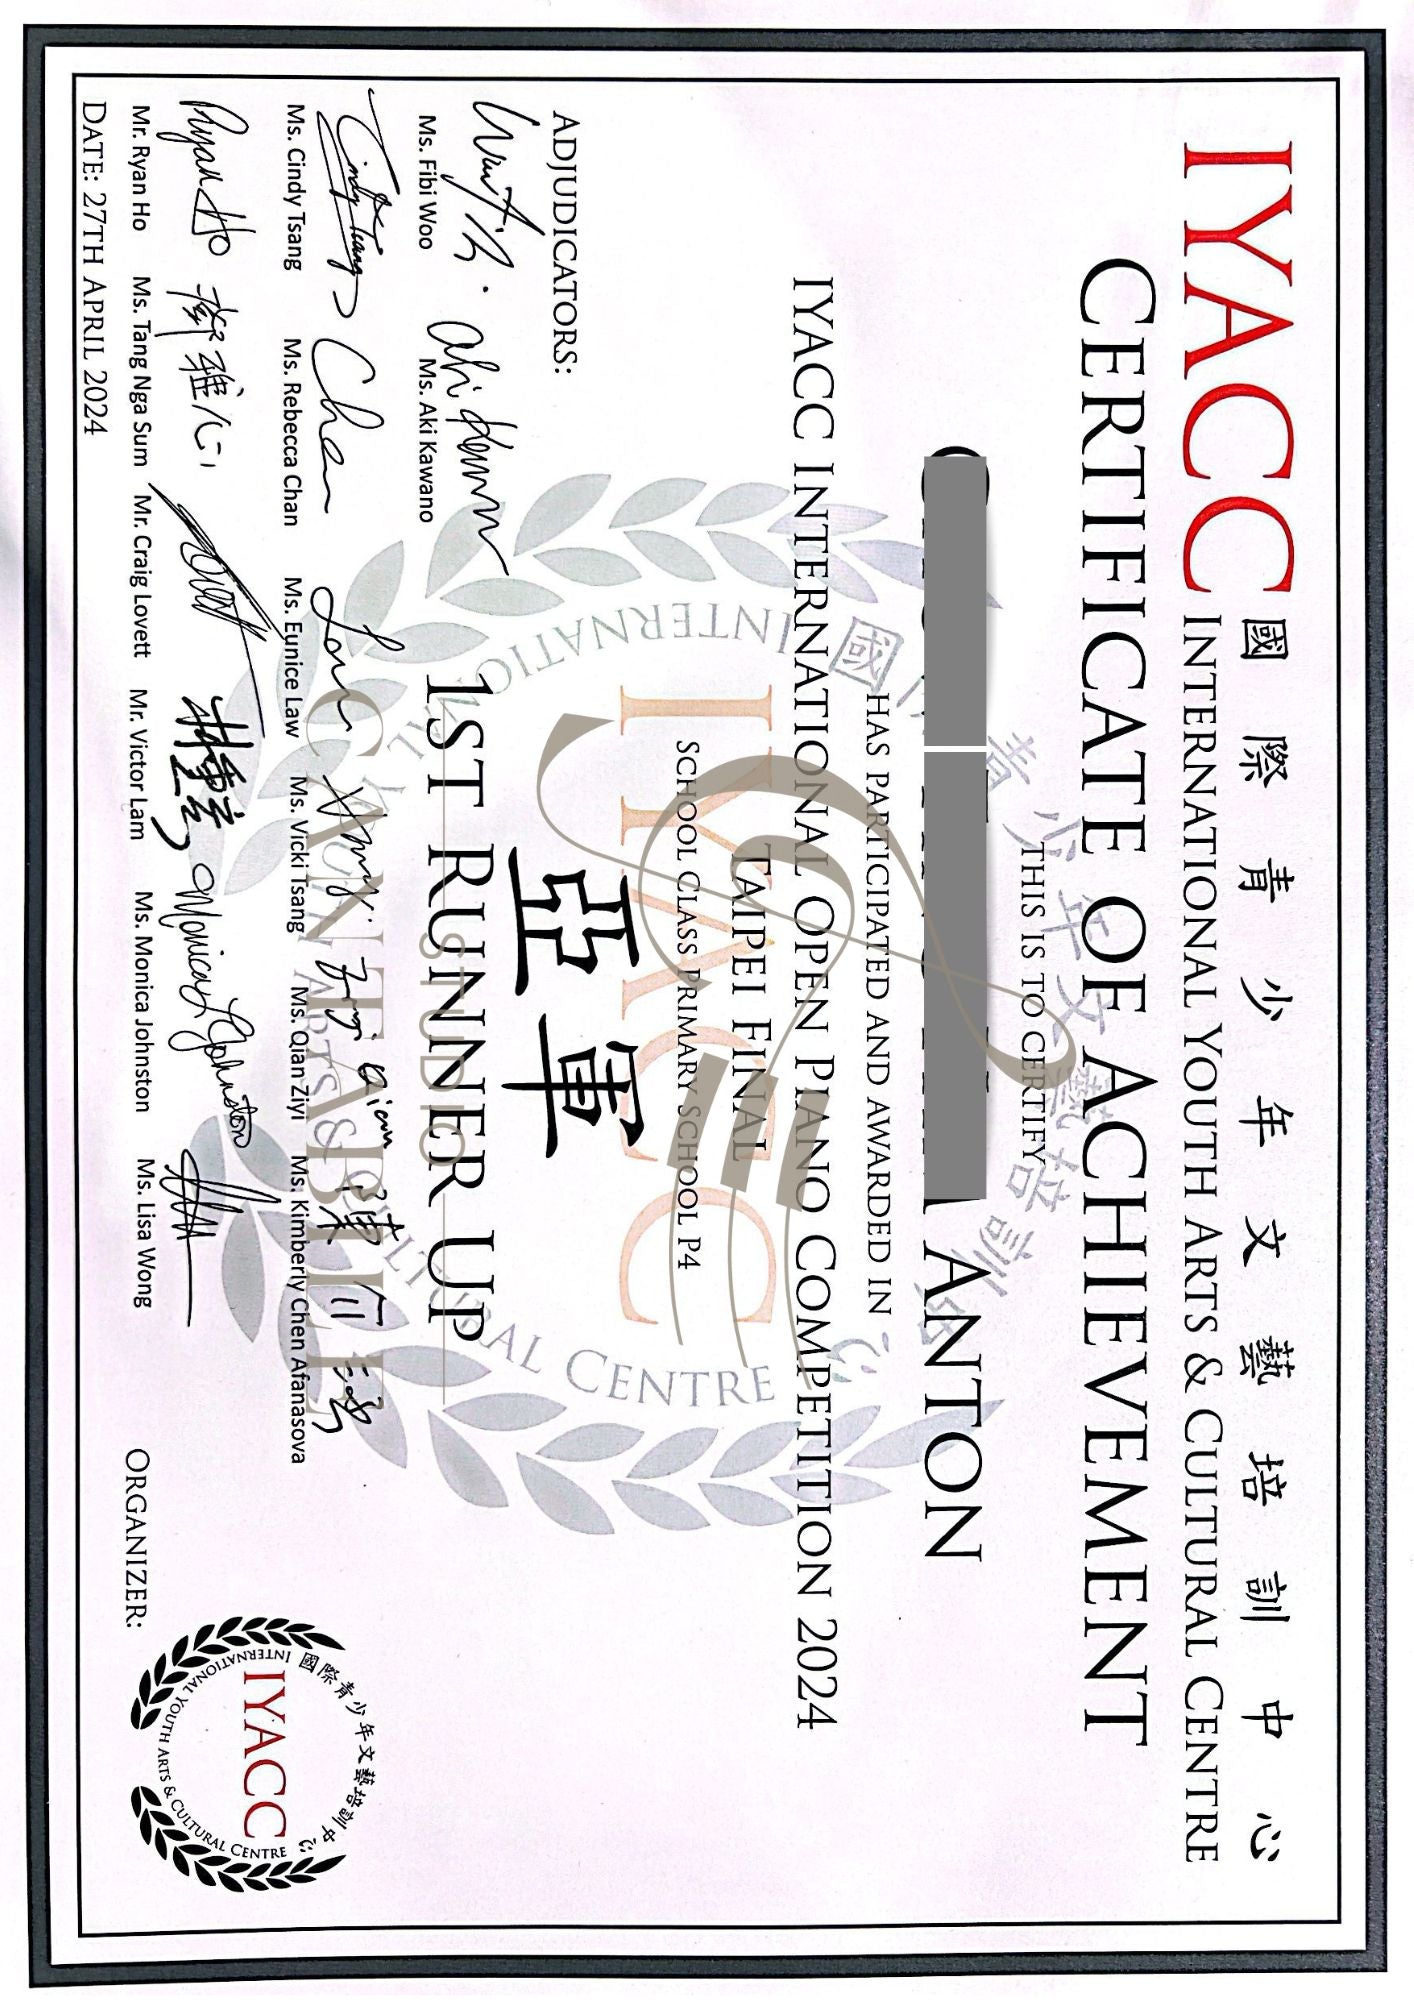 國際青少年文藝培訓中心
IYACC INTERNATIONAL YOUTH ARTS & CULTURAL CENTRE
CERTIFICATE OF ACHIEVEMENT
THIS IS TO CERTIFY
ANTON
HAS PARTICIPATED AND AWARDED IN
IYACC INTERNATIONAL OPEN PIANO COMPETITION 2024
TAIPEI FINAL
SCHOOL CLASS PRIMARY SCHOOL P4
亞軍
1ST RUNNER UP
ADJUDICATORS:
Ms. Fibi Woo Ms. Aki Kawano
Ms. Cindy Tsang Ms. Rebecca Chan Ms. Eunice Law Ms. Vicki Tsang Ms. Qian Ziyi Ms. Kimberly Chen Afanasova
Mr. Ryan Ho Ms. Tang Nga Sum Mr. Craig Lovett Mr. Victor Lam Ms. Monica Johnston Ms. Lisa Wong
DATE: 27TH APRIL 2024
ORGANIZER:
國際青少年文藝培訓中心
IYACC
INTERNATIONAL YOUTH ARTS & CULTURAL CENTRE
CANTABILE
STUDIO